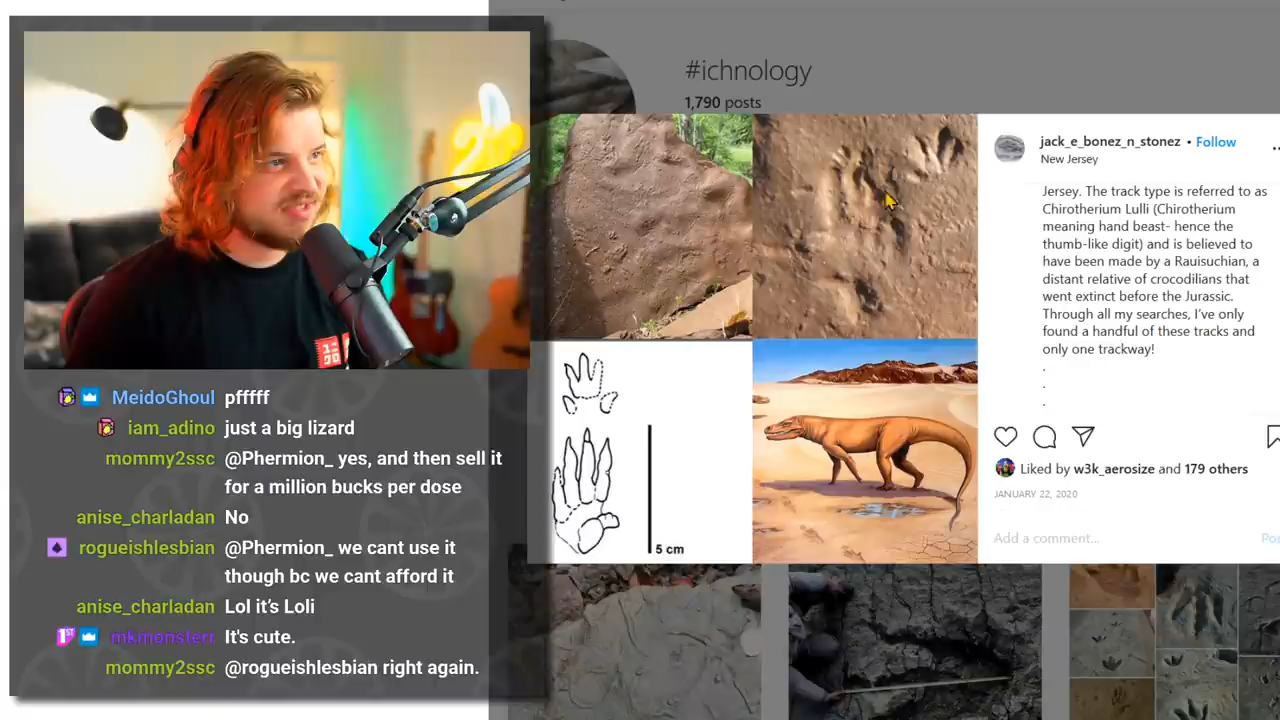 #ichnology
1,790 posts
jack_e_bonez_n_stonez • Follow
New Jersey
Jersey. The track type is referred to as
Chirotherium Lulli (Chirotherium
meaning hand beast- hence the
thumb-like digit) and is believed to
have been made by a Rauisuchian, a
distant relative of crocodilians that
went extinct before the Jurassic.
Through all my searches, I've only
found a handful of these tracks and
only one trackway!
.
.
.
Liked by w3k_aerosize and 179 others
JANUARY 22, 2020
Add a comment...
5 cm
MeidoGhoul pfffff
iam_adino just a big lizard
mommy2ssc @Phermion_ yes, and then sell it
for a million bucks per dose
anise_charladan No
rogueishlesbian @Phermion_ we cant use it
though bc we cant afford it
anise_charladan Lol it's Loli
mkmonsterr It's cute.
mommy2ssc @rogueishlesbian right again.